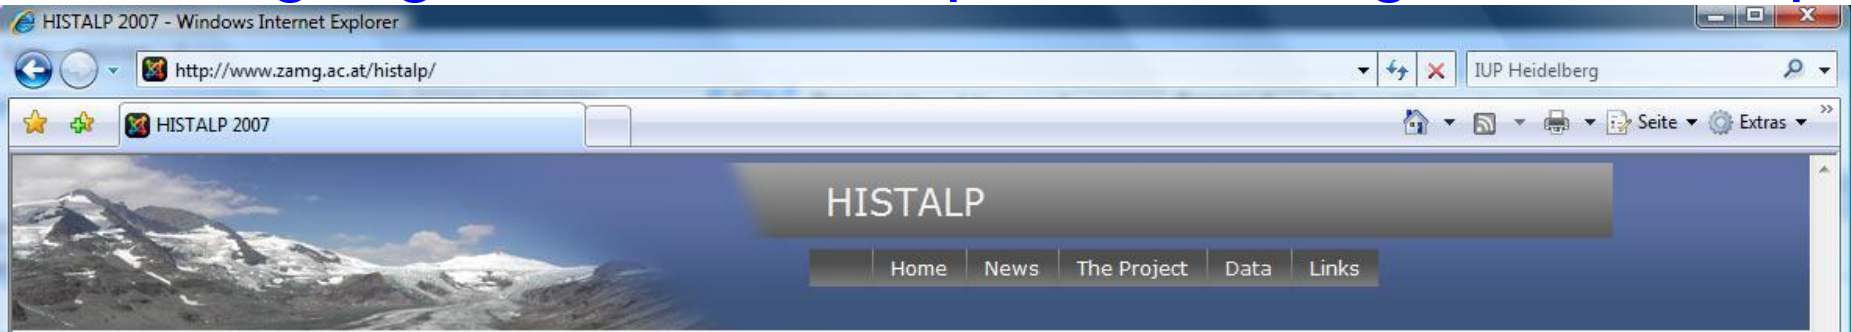 HISTALP 2007 - Windows Internet Explorer
http://www.zamg.ac.at/histalp/
IUP Heidelberg
HISTALP 2007
Seite
Extras
HISTALP
Home News The Project Data Links